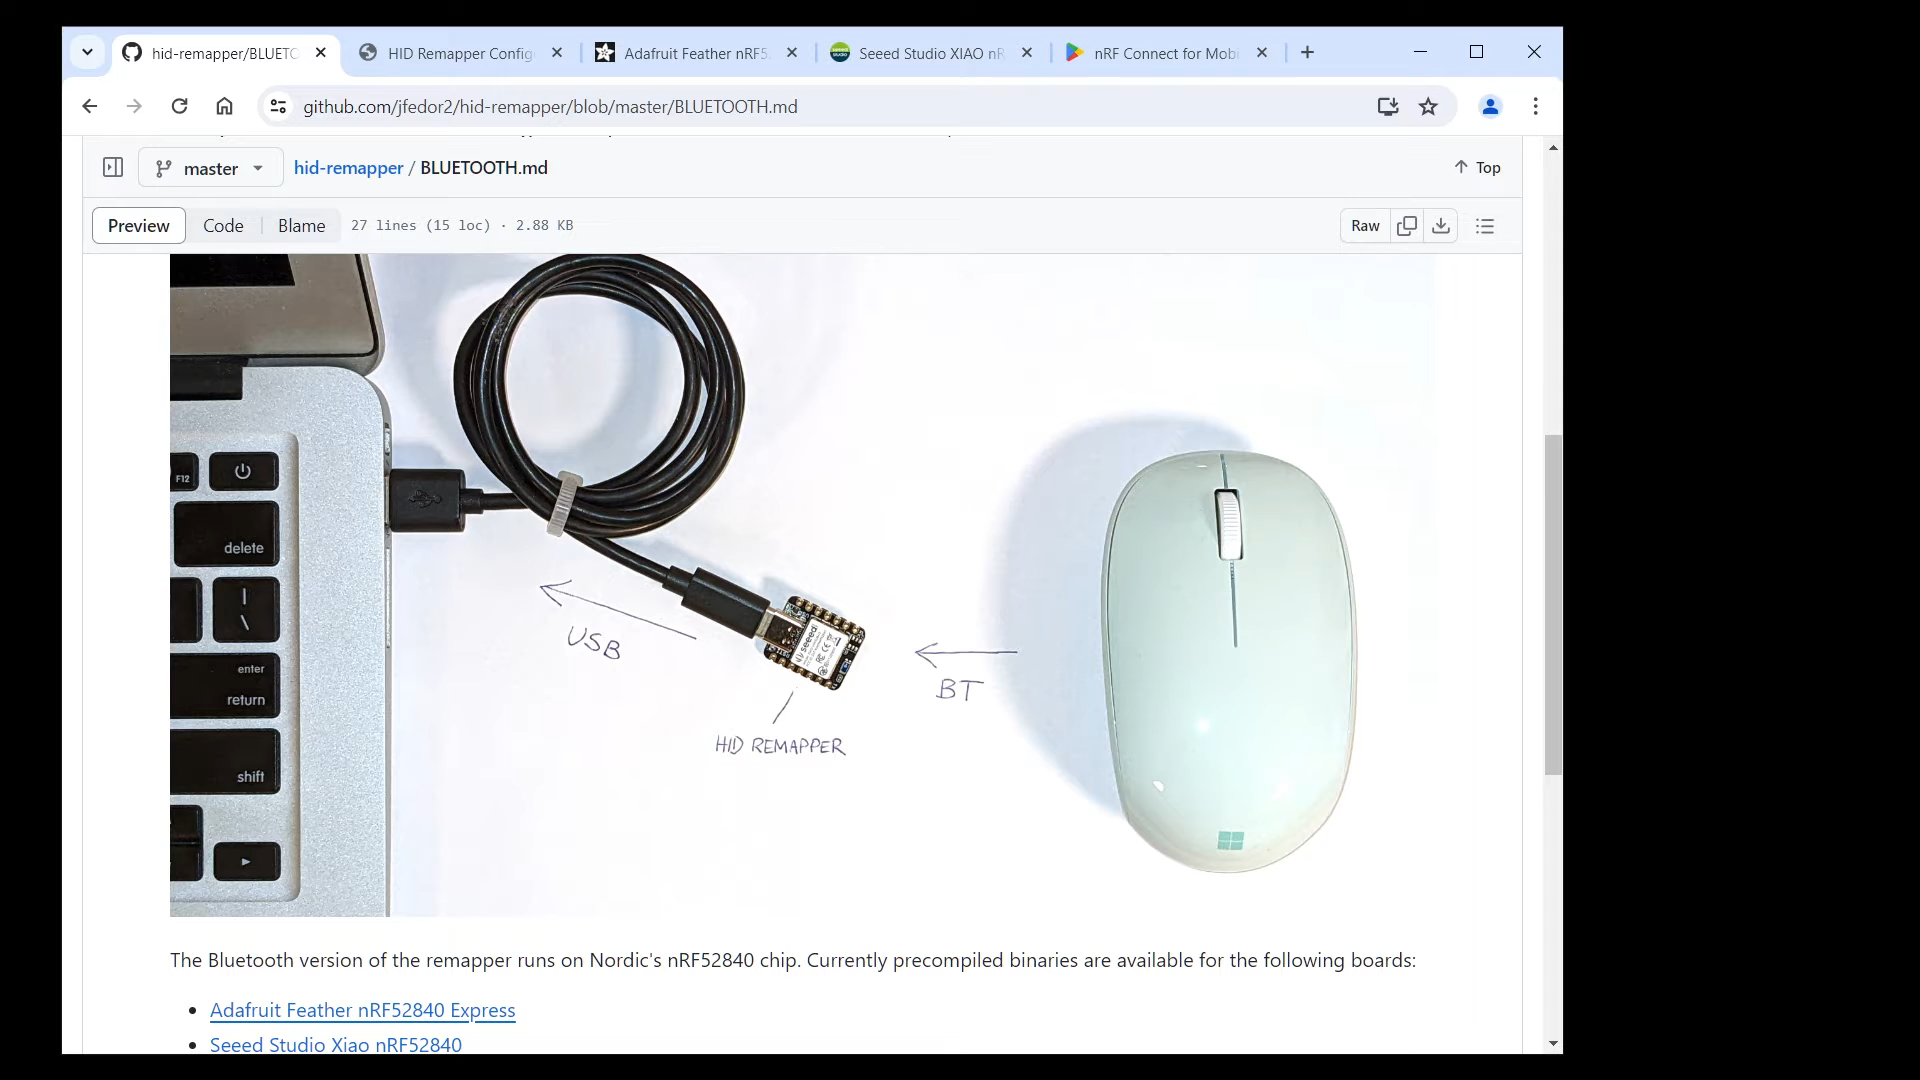 hid-remapper/BLUETO
HID Remapper Config
Adafruit Feather nRF5
Seeed Studio XIAO nR
nRF Connect for Mobi
github.com/jfedor2/hid-remapper/blob/master/BLUETOOTH.md
master
hid-remapper / BLUETOOTH.md
Top
Preview
Code
Blame
27 lines (15 loc) · 2.88 KB
Raw
F12
delete
|
\
enter
return
shift
USB
seeed
BT
HID REMAPPER
The Bluetooth version of the remapper runs on Nordic's nRF52840 chip. Currently precompiled binaries are available for the following boards:
• Adafruit Feather nRF52840 Express
• Seeed Studio Xiao nRF52840